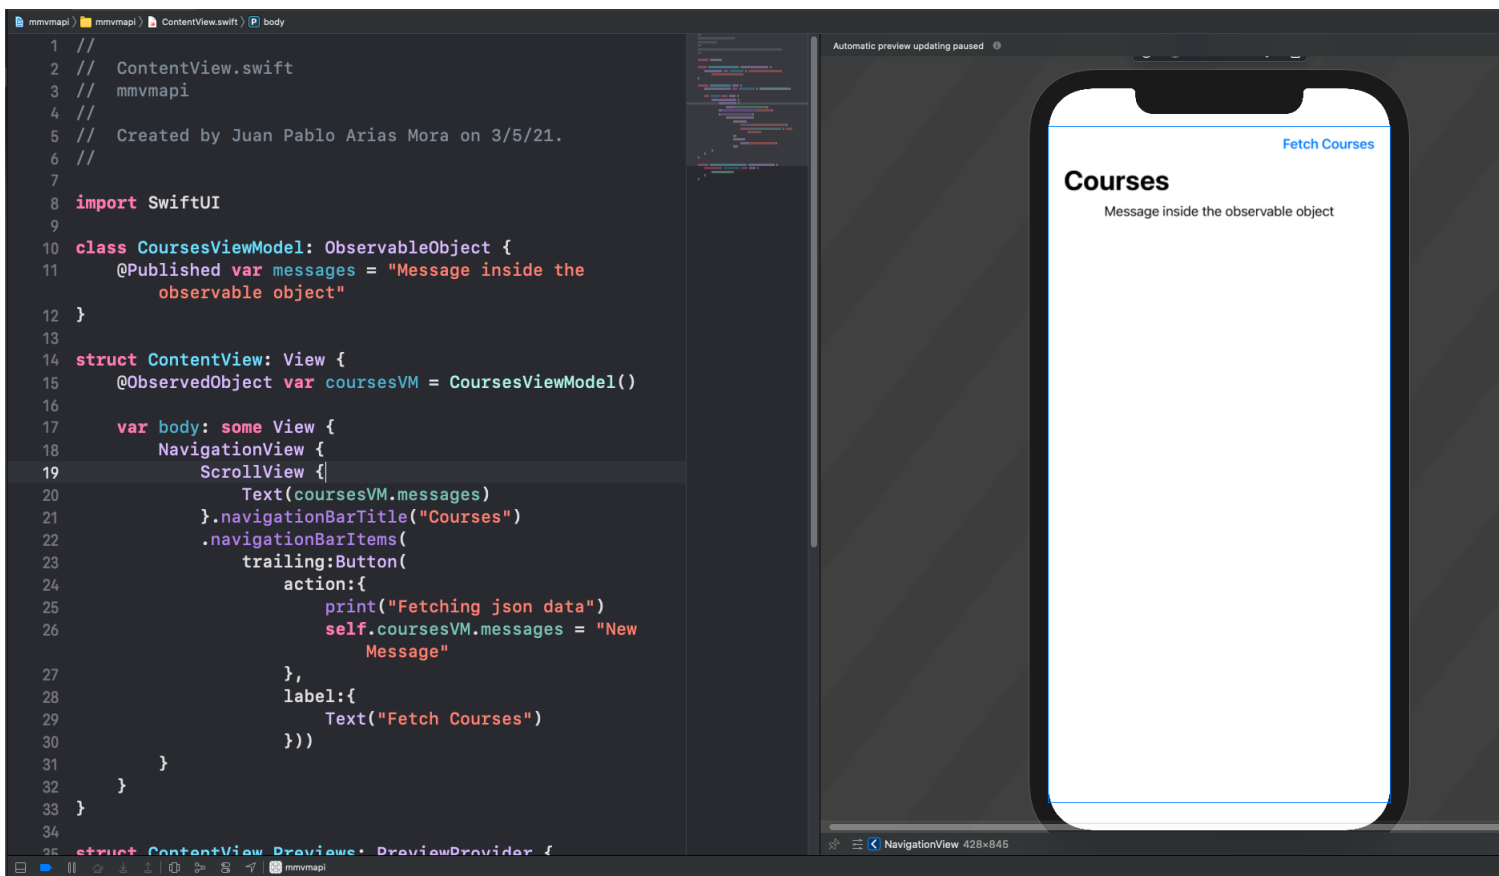 mmvmapi mmvmapi ContentView.swift P body
1 //
2 // ContentView.swift
3 // mmvmapi
4 //
5 // Created by Juan Pablo Arias Mora on 3/5/21.
6 //
7
8 import SwiftUI
9
10 class CoursesViewModel: ObservableObject {
11 @Published var messages = "Message inside the
observable object"
12 }
13
14 struct ContentView: View {
15 @ObservedObject var coursesVM = CoursesViewModel()
16
17 var body: some View {
18 NavigationView {
19 ScrollView {
20 Text(coursesVM.messages)
21 }.navigationBarTitle("Courses")
22 .navigationBarItems(
23 trailing:Button(
24 action:{
25 print("Fetching json data")
26 self.coursesVM.messages = "New
Message"
27 },
28 label:{
29 Text("Fetch Courses")
30 }))
31 }
32 }
33 }
34
35 struct ContentView_Previews: PreviewProvider {
mmvmapi
Automatic preview updating paused
Fetch Courses
Courses
Message inside the observable object
NavigationView 428×845